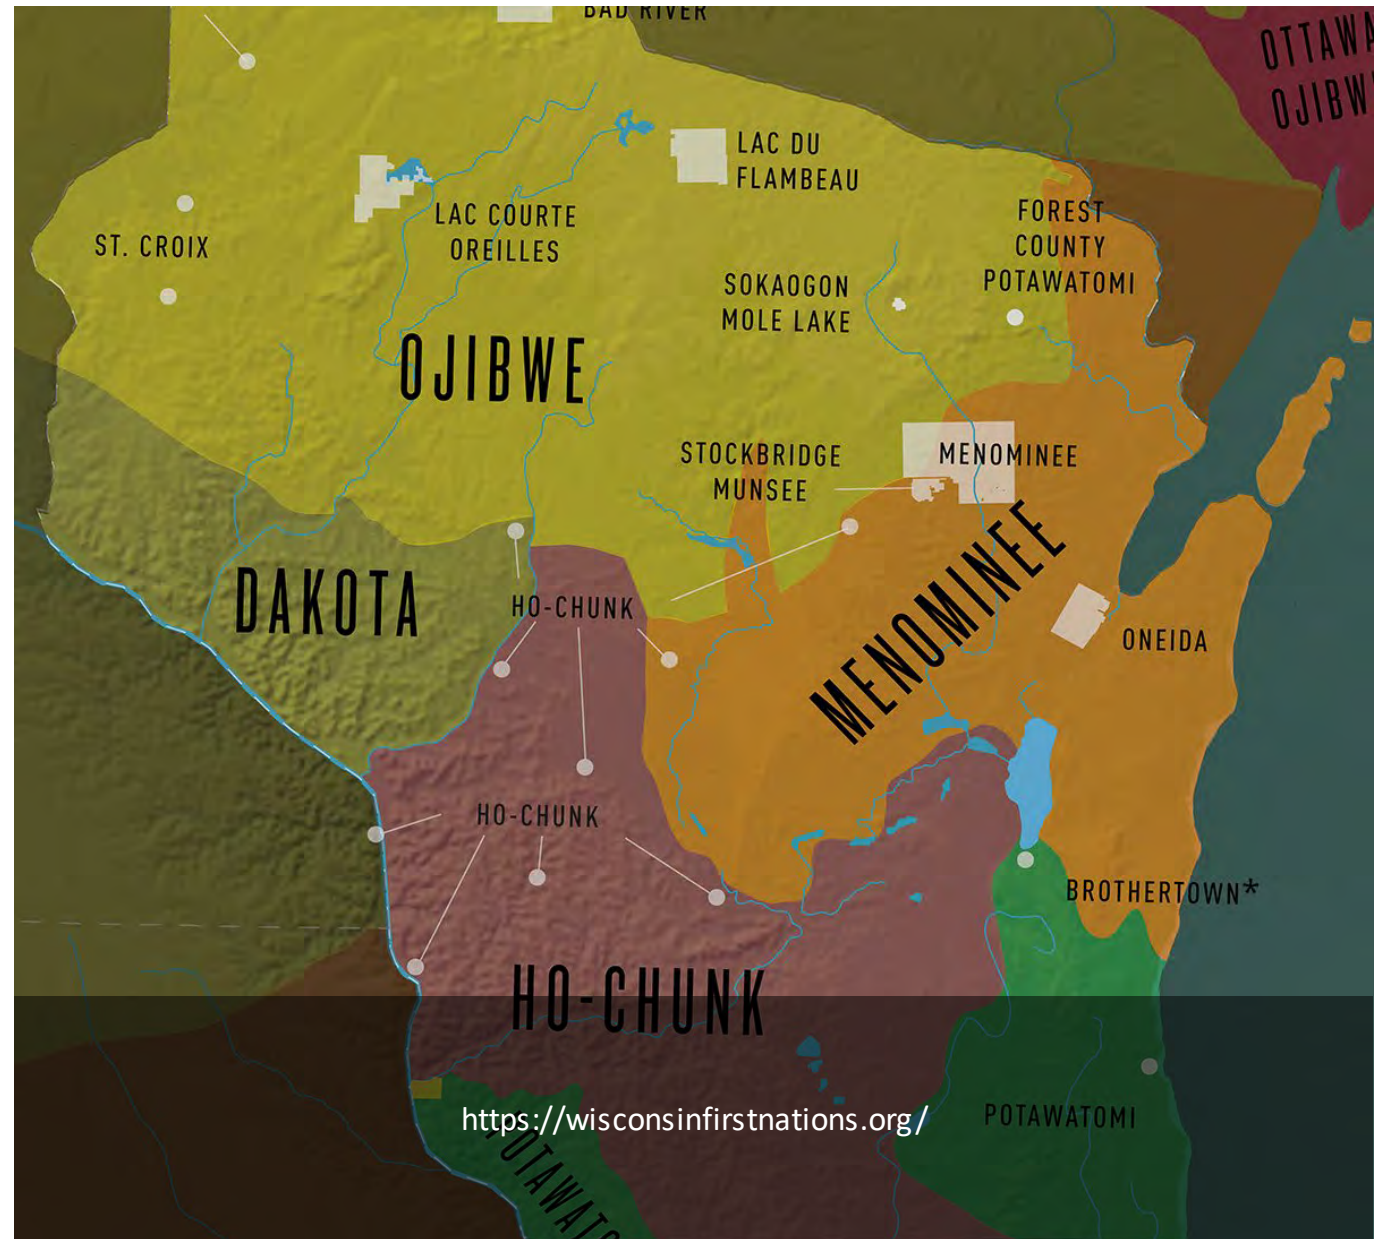 BAD RIVER
OTTAWA
OJIBW
LAC DU
FLAMBEAU
LAC COURTE
OREILLES
ST. CROIX
FOREST
COUNTY
POTAWATOMI
SOKAOGON
MOLE LAKE
OJIBWE
STOCKBRIDGE
MUNSEE
MENOMINEE
MENOMINEE
DAKOTA
HO-CHUNK
ONEIDA
HO-CHUNK
BROTHERTOWN*
HO-CHUNK
https://wisconsinfirstnations.org/
POTAWATOMI
POTAWATO